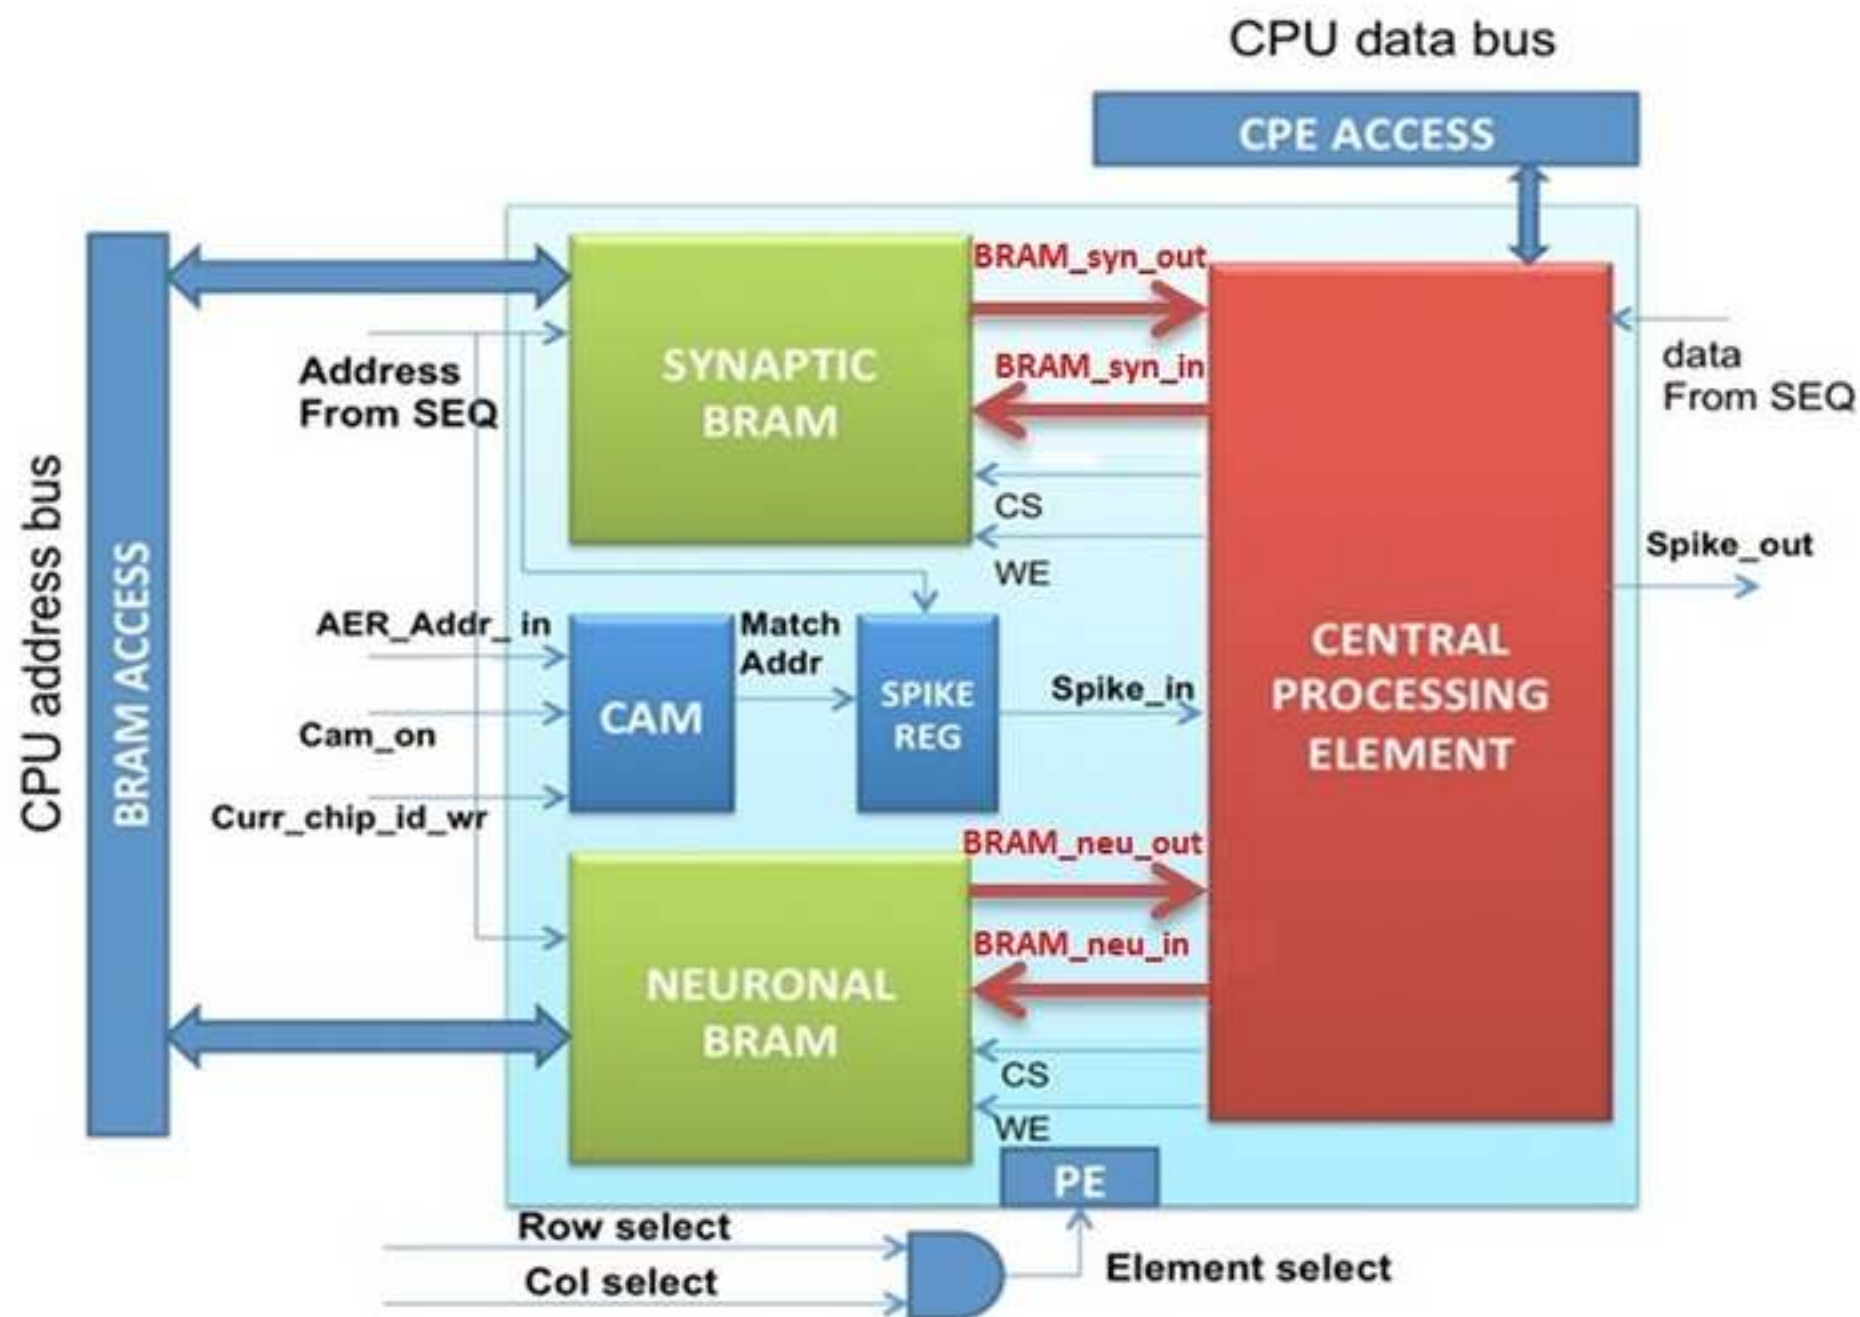 CPU data bus
CPE ACCESS
BRAM_syn_out
SYNAPTIC
BRAM
BRAM_syn_in
Address
From SEQ
data
From SEQ
CS
WE
Spike_out
CPU address bus
BRAM ACCESS
AER_Addr_ in
Match
Addr
CAM
SPIKE
REG
Spike_in
CENTRAL
PROCESSING
ELEMENT
Cam_on
Curr_chip_id_wr
BRAM_neu_out
BRAM_neu_in
NEURONAL
BRAM
CS
WE
PE
Row select
Col select
Element select